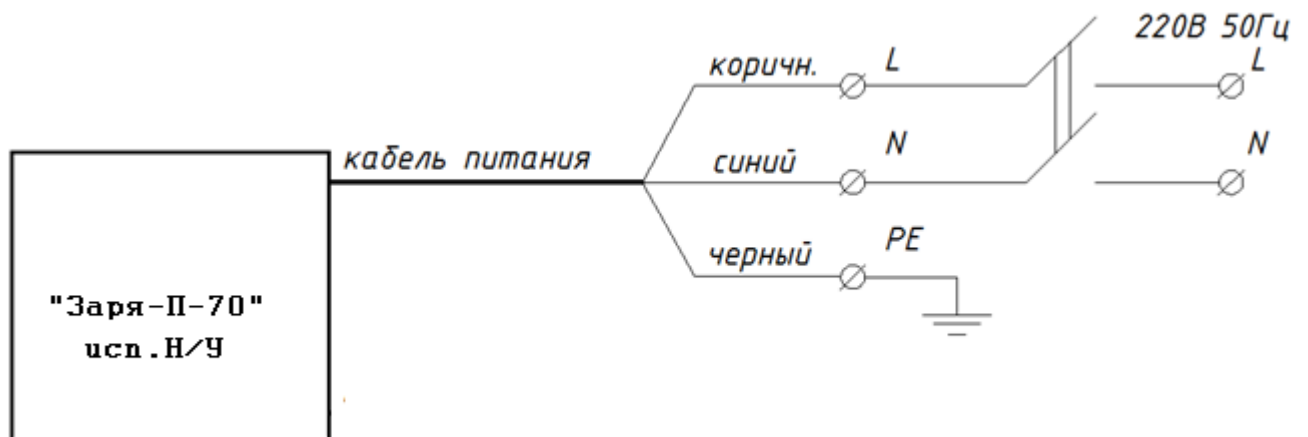 220В 50Гц
коричн. L L
кабель питания синий N N
черный PE
"Заря-П-70"
исп.Н/У